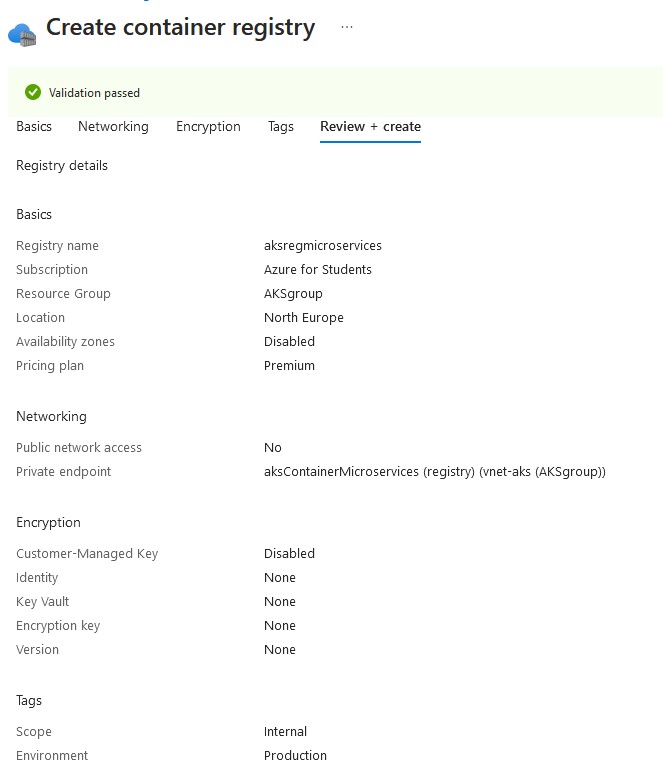 Create container registry ...
Validation passed
Basics Networking Encryption Tags Review + create
Registry details
Basics
Registry name aksregmicroservices
Subscription Azure for Students
Resource Group AKSgroup
Location North Europe
Availability zones Disabled
Pricing plan Premium
Networking
Public network access No
Private endpoint aksContainerMicroservices (registry) (vnet-aks (AKSgroup))
Encryption
Customer-Managed Key Disabled
Identity None
Key Vault None
Encryption key None
Version None
Tags
Scope Internal
Environment Production